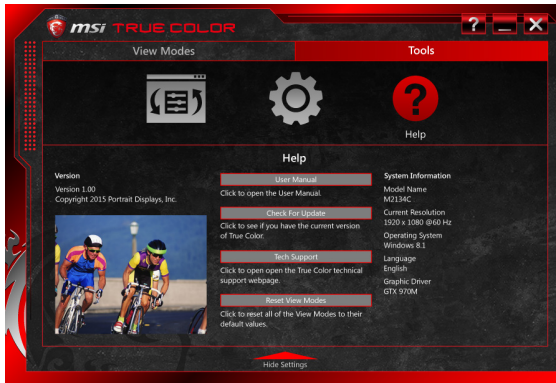 msi TRUE COLOR
? _ X
View Modes
Tools
?
Help
Help
Version
Version 1.00
Copyright 2015 Portrait Displays, Inc.
User Manual
Click to open the User Manual.
Check For Update
Click to see if you have the current version
of True Color.
Tech Support
Click to open open the True Color technical
support webpage.
Reset View Modes
Click to reset all of the View Modes to their
default values.
System Information
Model Name
M2134C
Current Resolution
1920 x 1080 @60 Hz
Operating System
Windows 8.1
Language
English
Graphic Driver
GTX 970M
Hide Settings